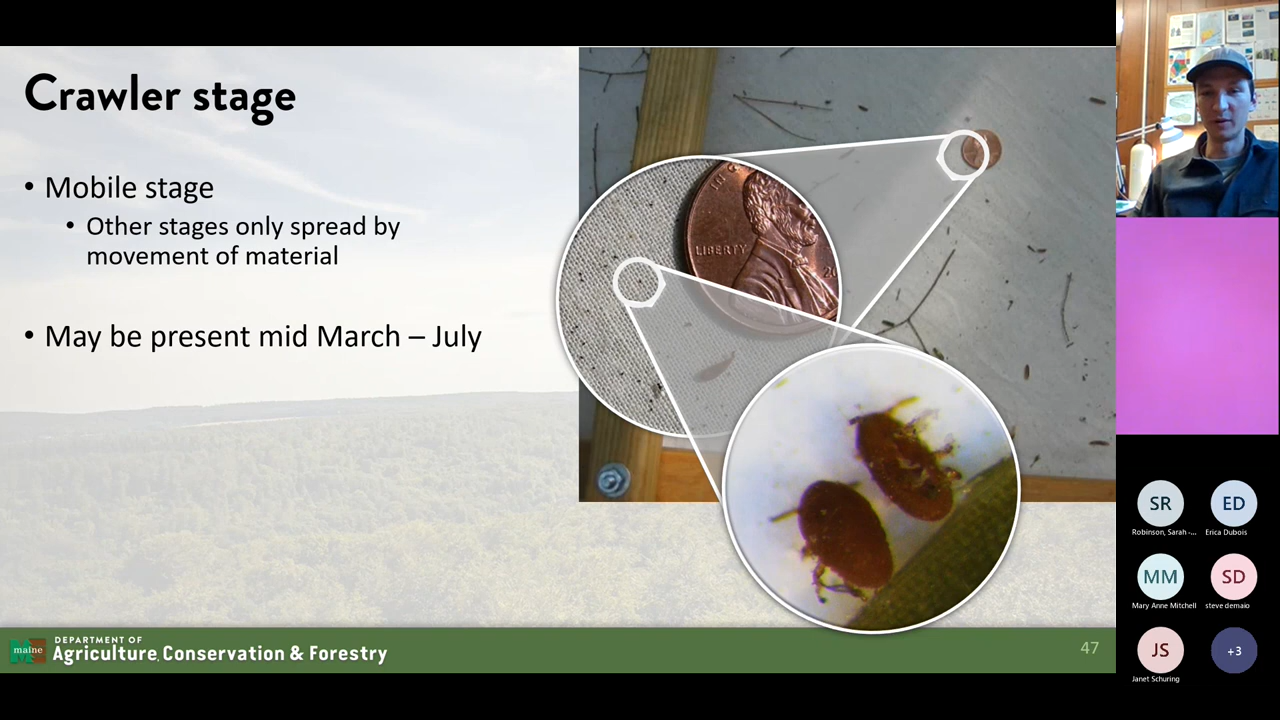 Crawler stage
• Mobile stage
• Other stages only spread by
movement of material
• May be present mid March – July
LIBERTY
maine
DEPARTMENT OF
Agriculture, Conservation & Forestry
47
SR
Robinson, Sarah -...
ED
Erica Dubois
MM
Mary Anne Mitchell
SD
steve demaio
JS
Janet Schuring
+3